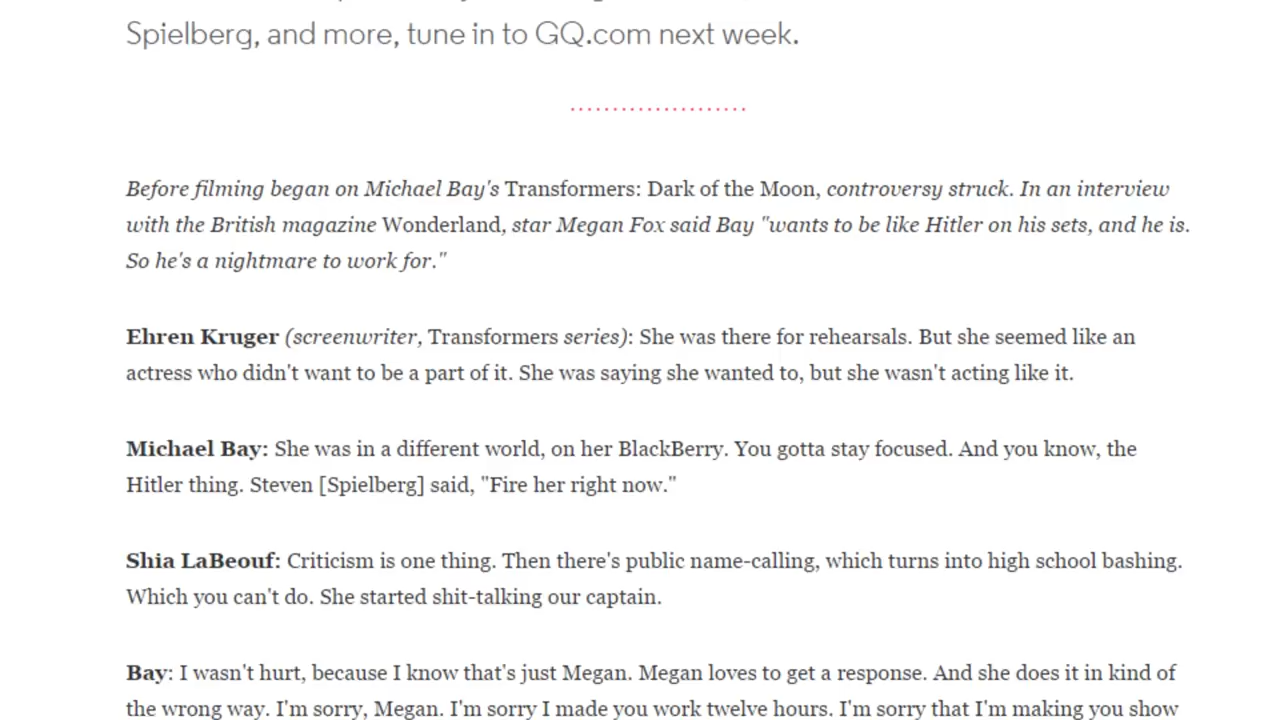 Spielberg, and more, tune in to GQ.com next week.
Before filming began on Michael Bay's Transformers: Dark of the Moon, controversy struck. In an interview
with the British magazine Wonderland, star Megan Fox said Bay "wants to be like Hitler on his sets, and he is.
So he's a nightmare to work for."
Ehren Kruger (screenwriter, Transformers series): She was there for rehearsals. But she seemed like an
actress who didn't want to be a part of it. She was saying she wanted to, but she wasn't acting like it.
Michael Bay: She was in a different world, on her BlackBerry. You gotta stay focused. And you know, the
Hitler thing. Steven [Spielberg] said, "Fire her right now."
Shia LaBeouf: Criticism is one thing. Then there's public name-calling, which turns into high school bashing.
Which you can't do. She started shit-talking our captain.
Bay: I wasn't hurt, because I know that's just Megan. Megan loves to get a response. And she does it in kind of
the wrong way. I'm sorry, Megan. I'm sorry I made you work twelve hours. I'm sorry that I'm making you show